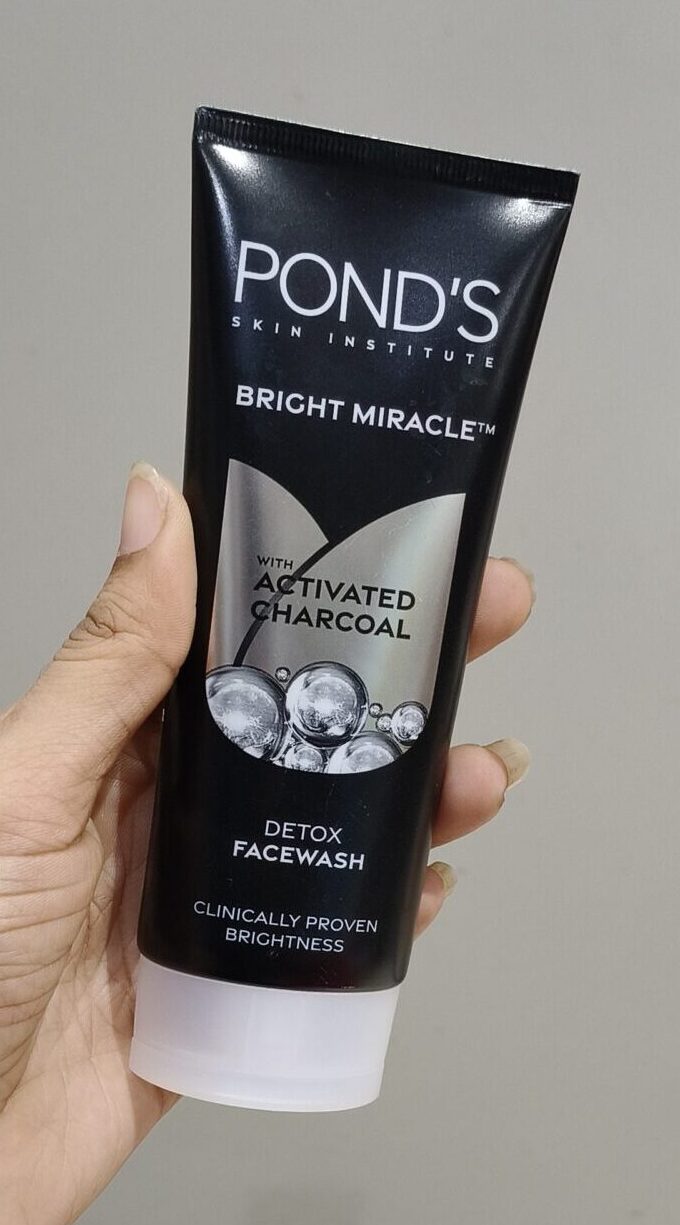 POND'S
SKIN INSTITUTE
BRIGHT MIRACLE™
WITH
ACTIVATED
CHARCOAL
DETOX
FACEWASH
CLINICALLY PROVEN
BRIGHTNESS